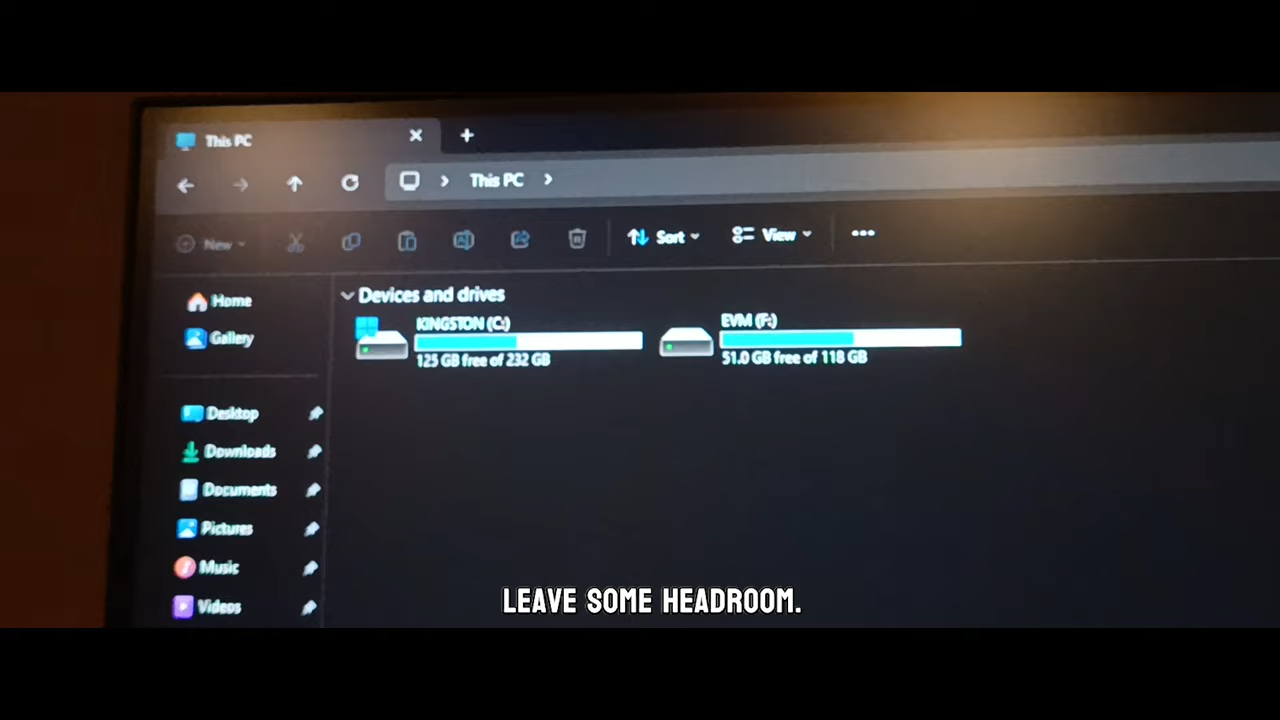 This PC
This PC
New
Sort
View
Home
Gallery
Desktop
Downloads
Documents
Pictures
Music
Videos
Devices and drives
KINGSTON (C:)
125 GB free of 232 GB
EVM (F:)
51.0 GB free of 118 GB
LEAVE SOME HEADROOM.